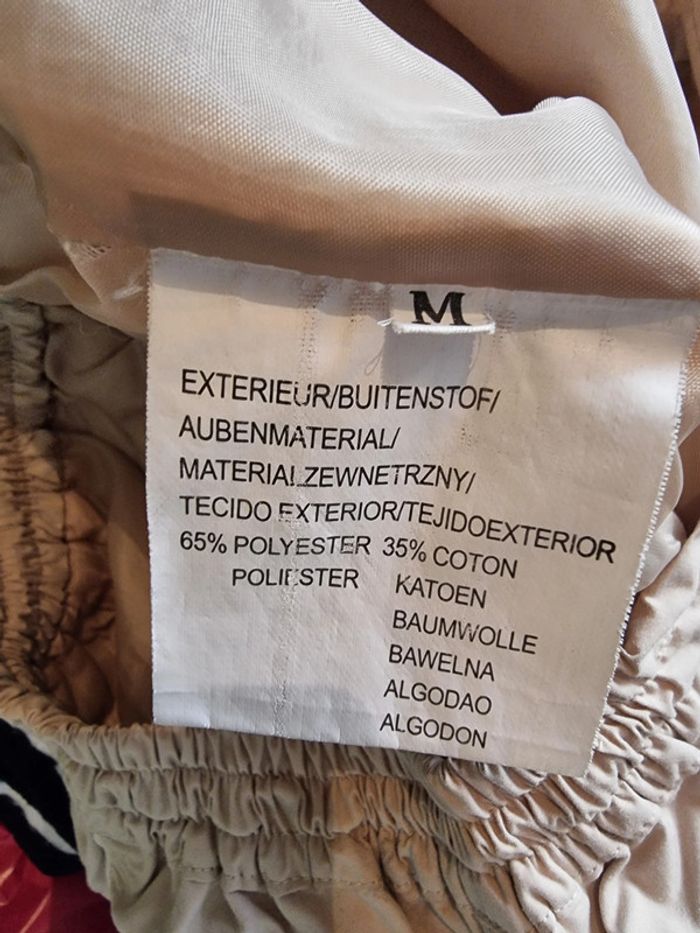 M
EXTERIEUR/BUITENSTOF/
AUBENMATERIAL/
MATERIALZEWNETRZNY/
TECIDO EXTERIOR/TEJIDOEXTERIOR
65% POLYESTER 35% COTON
POLIESTER KATOEN
BAUMWOLLE
BAWELNA
ALGODAO
ALGODON